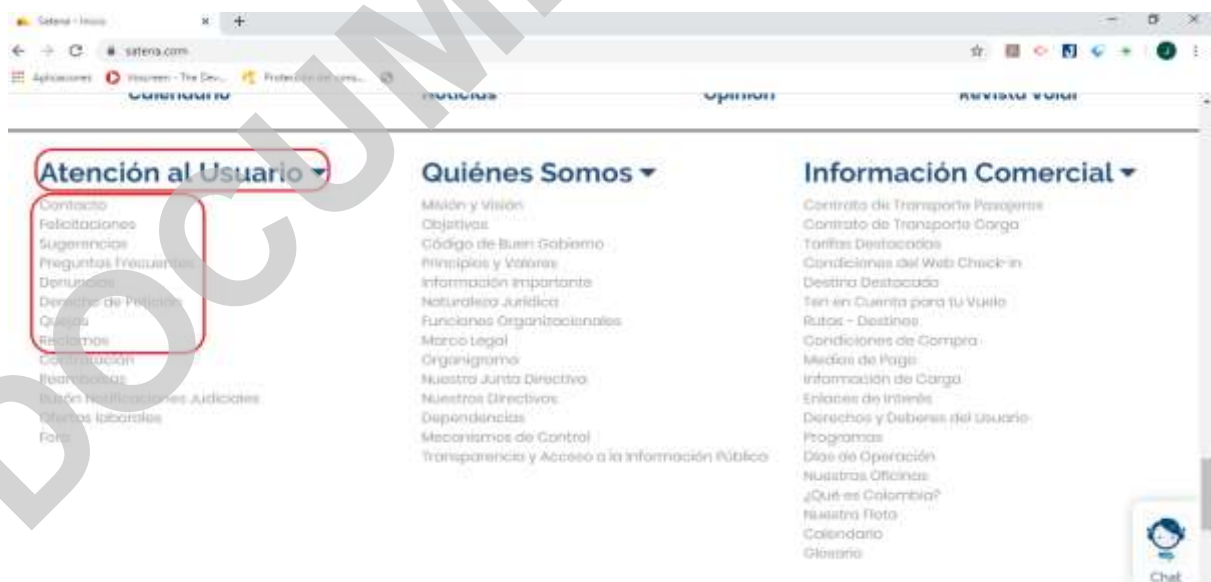 Satena - Inicio
satena.com
Aplicaciones
Calendario Noticias Opinión Revista Volar
Atención al Usuario
Contacto
Felicitaciones
Sugerencias
Preguntas Frecuentes
Denuncias
Derecho de Petición
Quejas
Reclamos
Contratación
Reembolsos
Buzón Notificaciones Judiciales
Ofertas laborales
Foro
Quiénes Somos
Misión y Visión
Objetivos
Código de Buen Gobierno
Principios y Valores
Información Importante
Naturaleza Jurídica
Funciones Organizacionales
Marco Legal
Organigrama
Nuestra Junta Directiva
Nuestros Directivos
Dependencias
Mecanismos de Control
Transparencia y Acceso a la Información Pública
Información Comercial
Contrato de Transporte Pasajeros
Contrato de Transporte Carga
Tarifas Destacadas
Condiciones del Web Check-in
Destino Destacado
Ten en Cuenta para tu Vuelo
Rutas - Destinos
Condiciones de Compra
Medios de Pago
Información de Carga
Enlaces de Interés
Derechos y Deberes del Usuario
Programas
Días de Operación
Nuestras Oficinas
¿Qué es Colombia?
Nuestra Flota
Calendario
Glosario
Chat
DOCUM